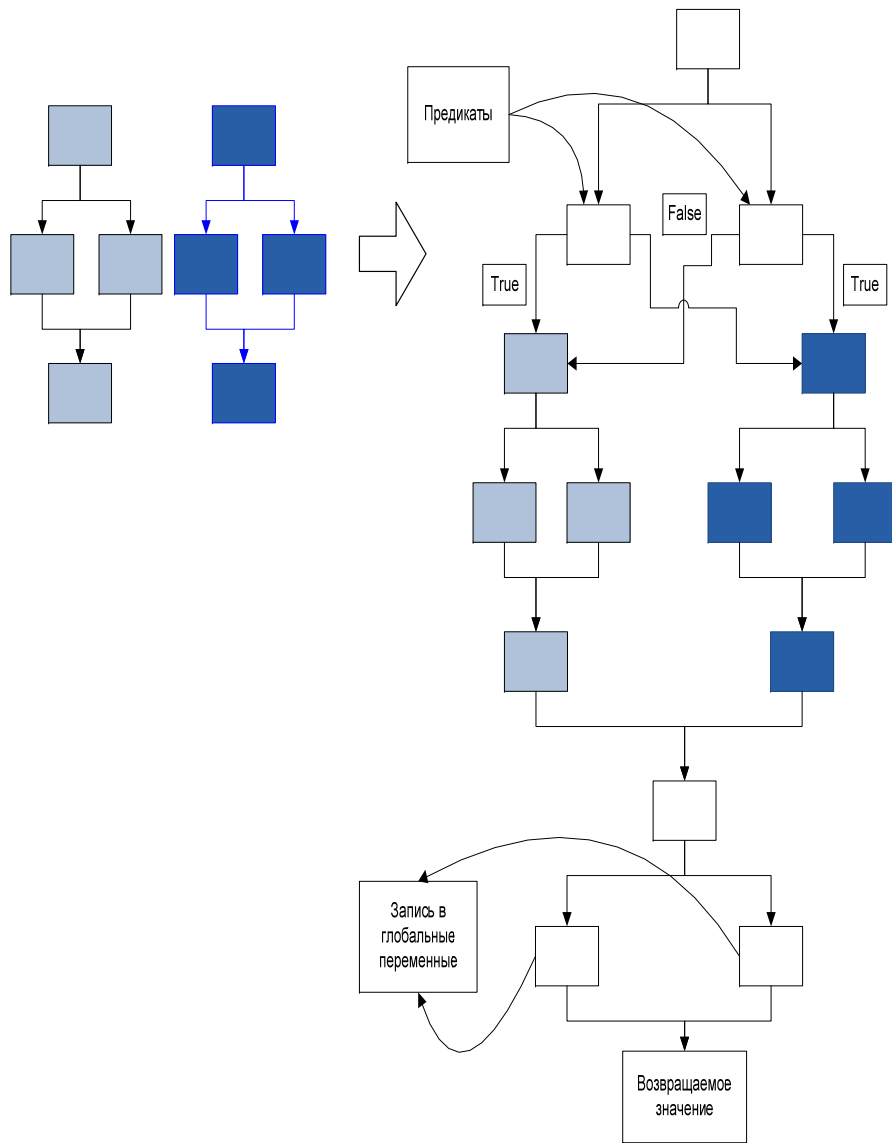 Предикаты
False
True
True
Запись в
глобальные
переменные
Возвращаемое
значение